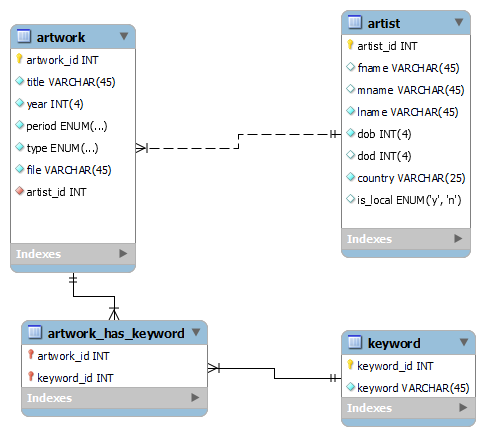 artwork
artwork_id INT
title VARCHAR(45)
year INT(4)
period ENUM(...)
type ENUM(...)
file VARCHAR(45)
artist_id INT
Indexes
artist
artist_id INT
fname VARCHAR(45)
mname VARCHAR(45)
lname VARCHAR(45)
dob INT(4)
dod INT(4)
country VARCHAR(25)
is_local ENUM('y', 'n')
Indexes
artwork_has_keyword
artwork_id INT
keyword_id INT
Indexes
keyword
keyword_id INT
keyword VARCHAR(45)
Indexes